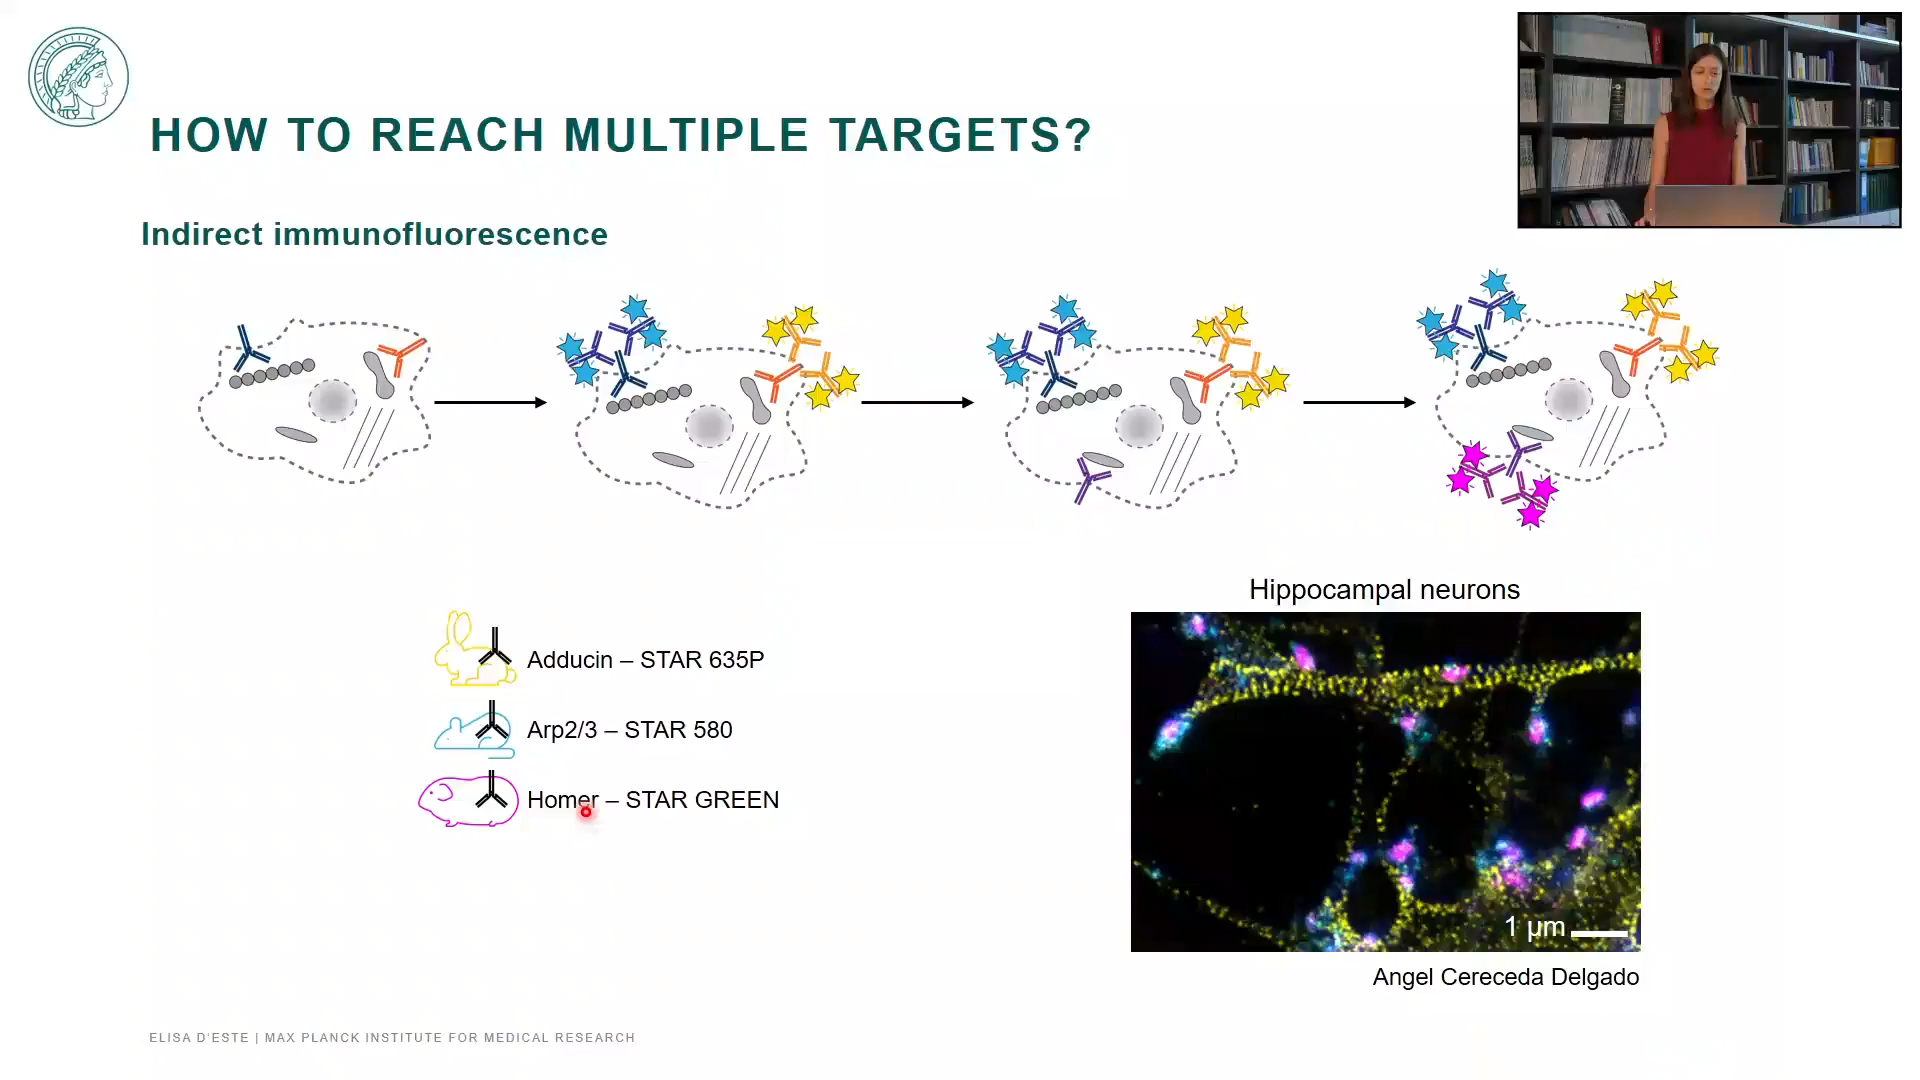 HOW TO REACH MULTIPLE TARGETS?
Indirect immunofluorescence
Adducin – STAR 635P
Arp2/3 – STAR 580
Homer – STAR GREEN
Hippocampal neurons
1 µm
Angel Cereceda Delgado
ELISA D'ESTE | MAX PLANCK INSTITUTE FOR MEDICAL RESEARCH